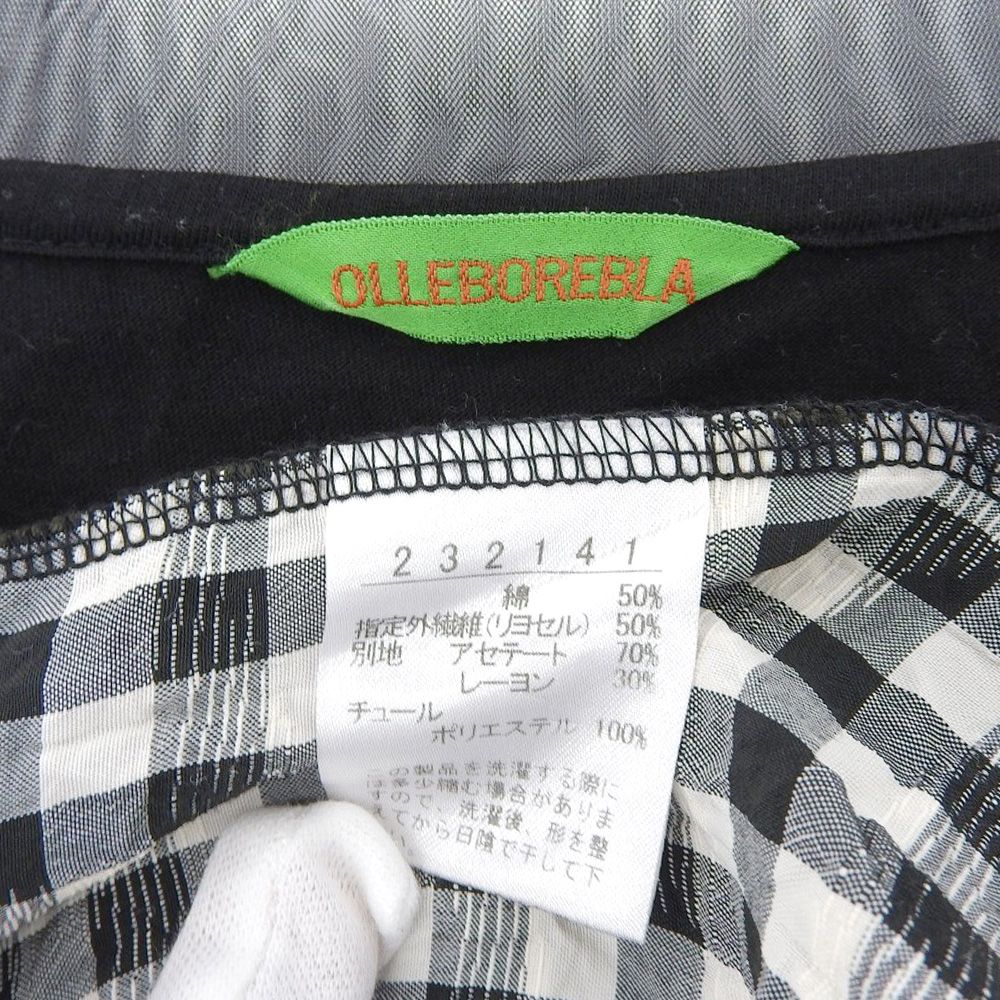 OLLEBOREBLA
232141
綿 50%
指定外繊維(リヨセル) 50%
別地 アセテート 70%
レーヨン 30%
チュール
ポリエステル 100%
の製品を洗濯する際に
多少縮む場合がありま
すので、洗濯後、形を整
えてから日陰で干して下